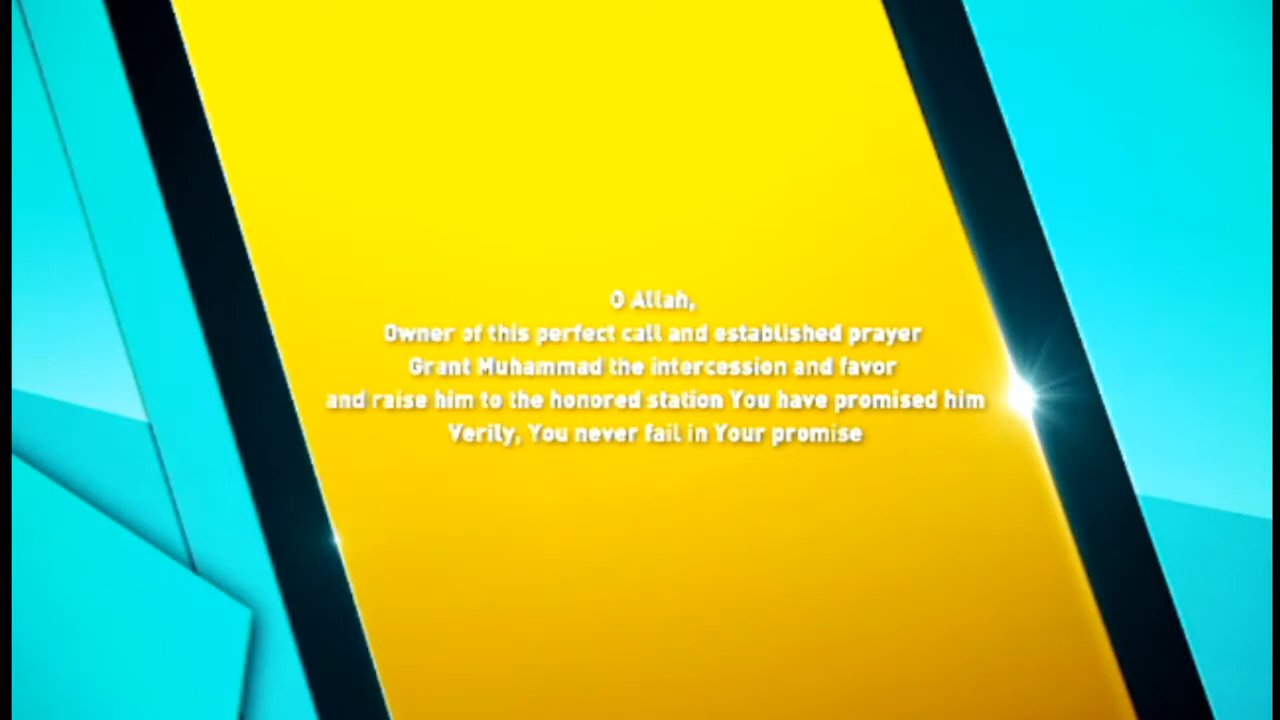 O Allah,
Owner of this perfect call and established prayer
Grant Muhammad the intercession and favor
and raise him to the honored station You have promised him
Verily, You never fail in Your promise